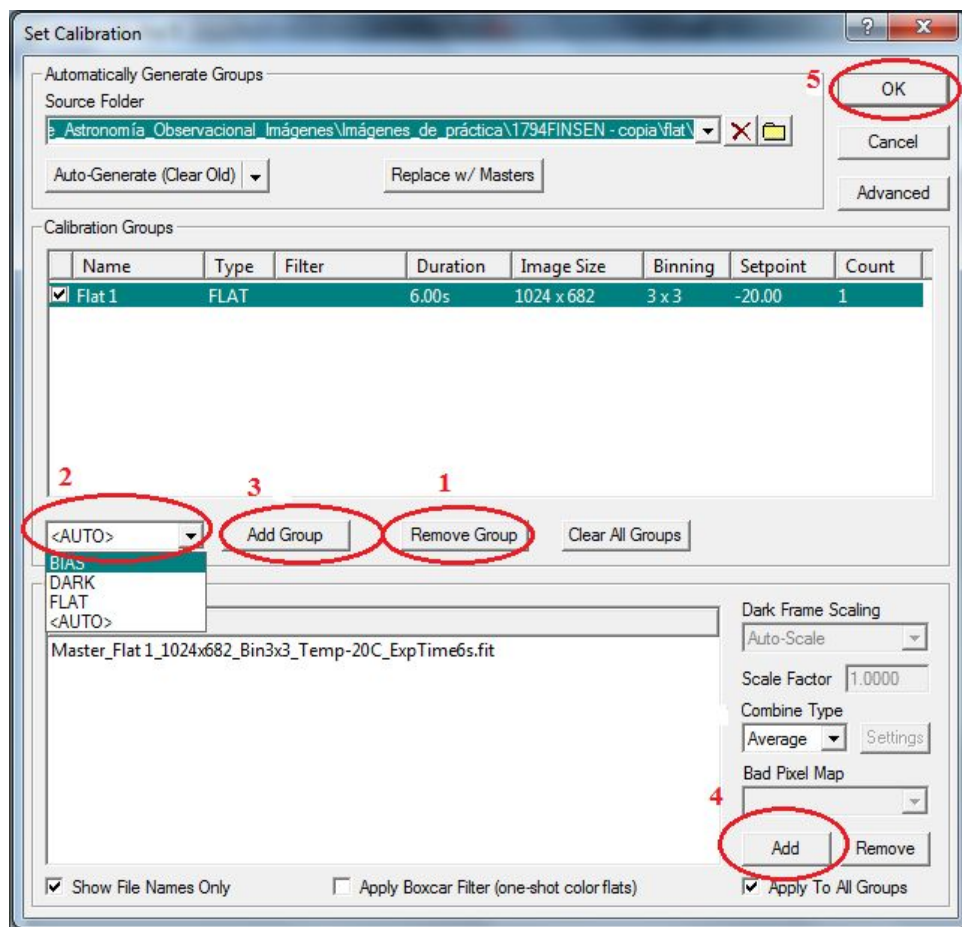 Set Calibration
Automatically Generate Groups
5
OK
Source Folder
e_Astronomía_Observacional_Imágenes\Imágenes_de_práctica\1794FINSEN - copia\flat\
Cancel
Auto-Generate (Clear Old)
Replace w/ Masters
Advanced
Calibration Groups
Name Type Filter Duration Image Size Binning Setpoint Count
Flat 1 FLAT 6.00s 1024 x 682 3 x 3 -20.00 1
2
3
1
<AUTO>
Add Group
Remove Group
Clear All Groups
BIAS
DARK
FLAT
<AUTO>
Master_Flat 1_1024x682_Bin3x3_Temp-20C_ExpTime6s.fit
Dark Frame Scaling
Auto-Scale
Scale Factor 1.0000
Combine Type
Average
Settings
Bad Pixel Map
4
Add
Remove
Show File Names Only
Apply Boxcar Filter (one-shot color flats)
Apply To All Groups